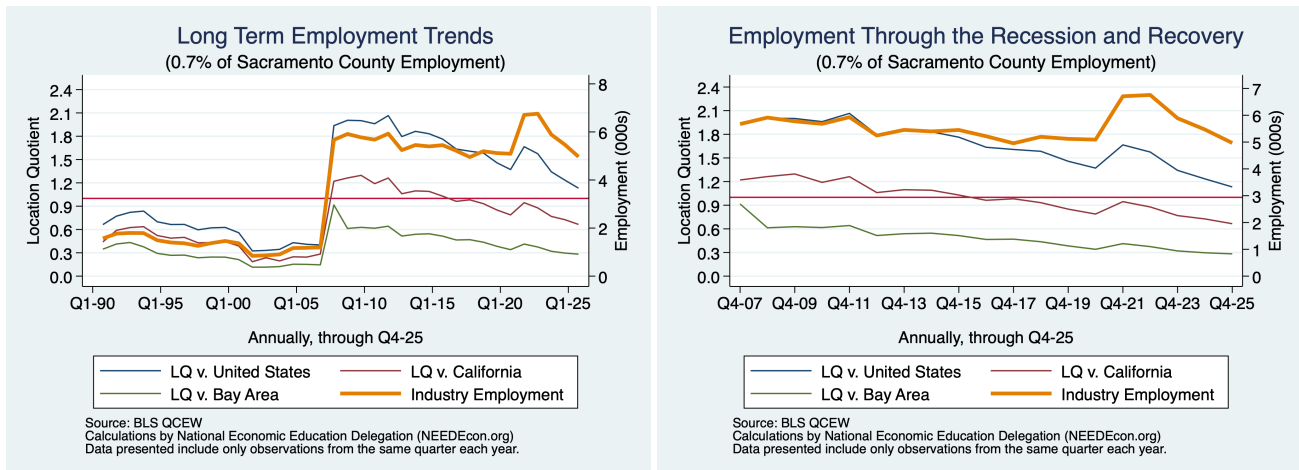 Long Term Employment Trends
(0.7% of Sacramento County Employment)
Location Quotient
2.4
2.1
1.8
1.5
1.2
0.9
0.6
0.3
0.0
8
6
4
2
0
Employment (000s)
Q1-90 Q1-95 Q1-00 Q1-05 Q1-10 Q1-15 Q1-20 Q1-25
Annually, through Q4-25
LQ v. United States LQ v. California
LQ v. Bay Area Industry Employment
Source: BLS QCEW
Calculations by National Economic Education Delegation (NEEDEcon.org)
Data presented include only observations from the same quarter each year.
Employment Through the Recession and Recovery
(0.7% of Sacramento County Employment)
Location Quotient
2.4
2.1
1.8
1.5
1.2
0.9
0.6
0.3
0.0
7
6
5
4
3
2
1
0
Employment (000s)
Q4-07 Q4-09 Q4-11 Q4-13 Q4-15 Q4-17 Q4-19 Q4-21 Q4-23 Q4-25
Annually, through Q4-25
LQ v. United States LQ v. California
LQ v. Bay Area Industry Employment
Source: BLS QCEW
Calculations by National Economic Education Delegation (NEEDEcon.org)
Data presented include only observations from the same quarter each year.